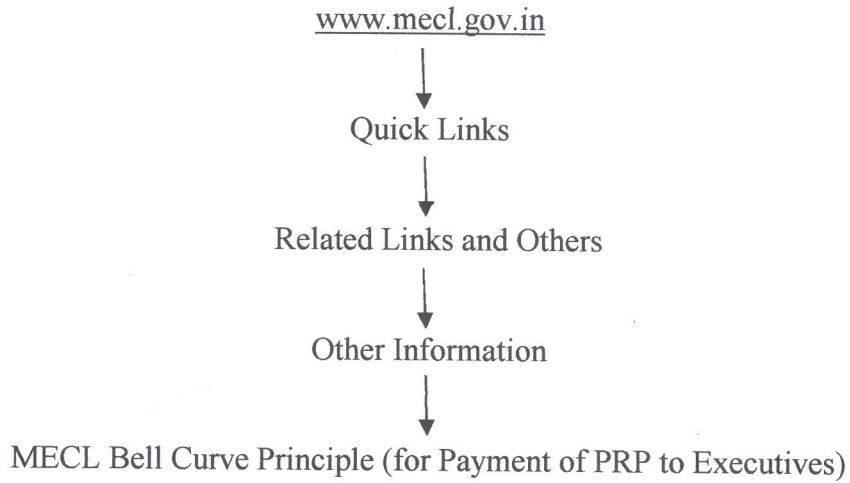 www.mecl.gov.in
Quick Links
Related Links and Others
Other Information
MECL Bell Curve Principle (for Payment of PRP to Executives)